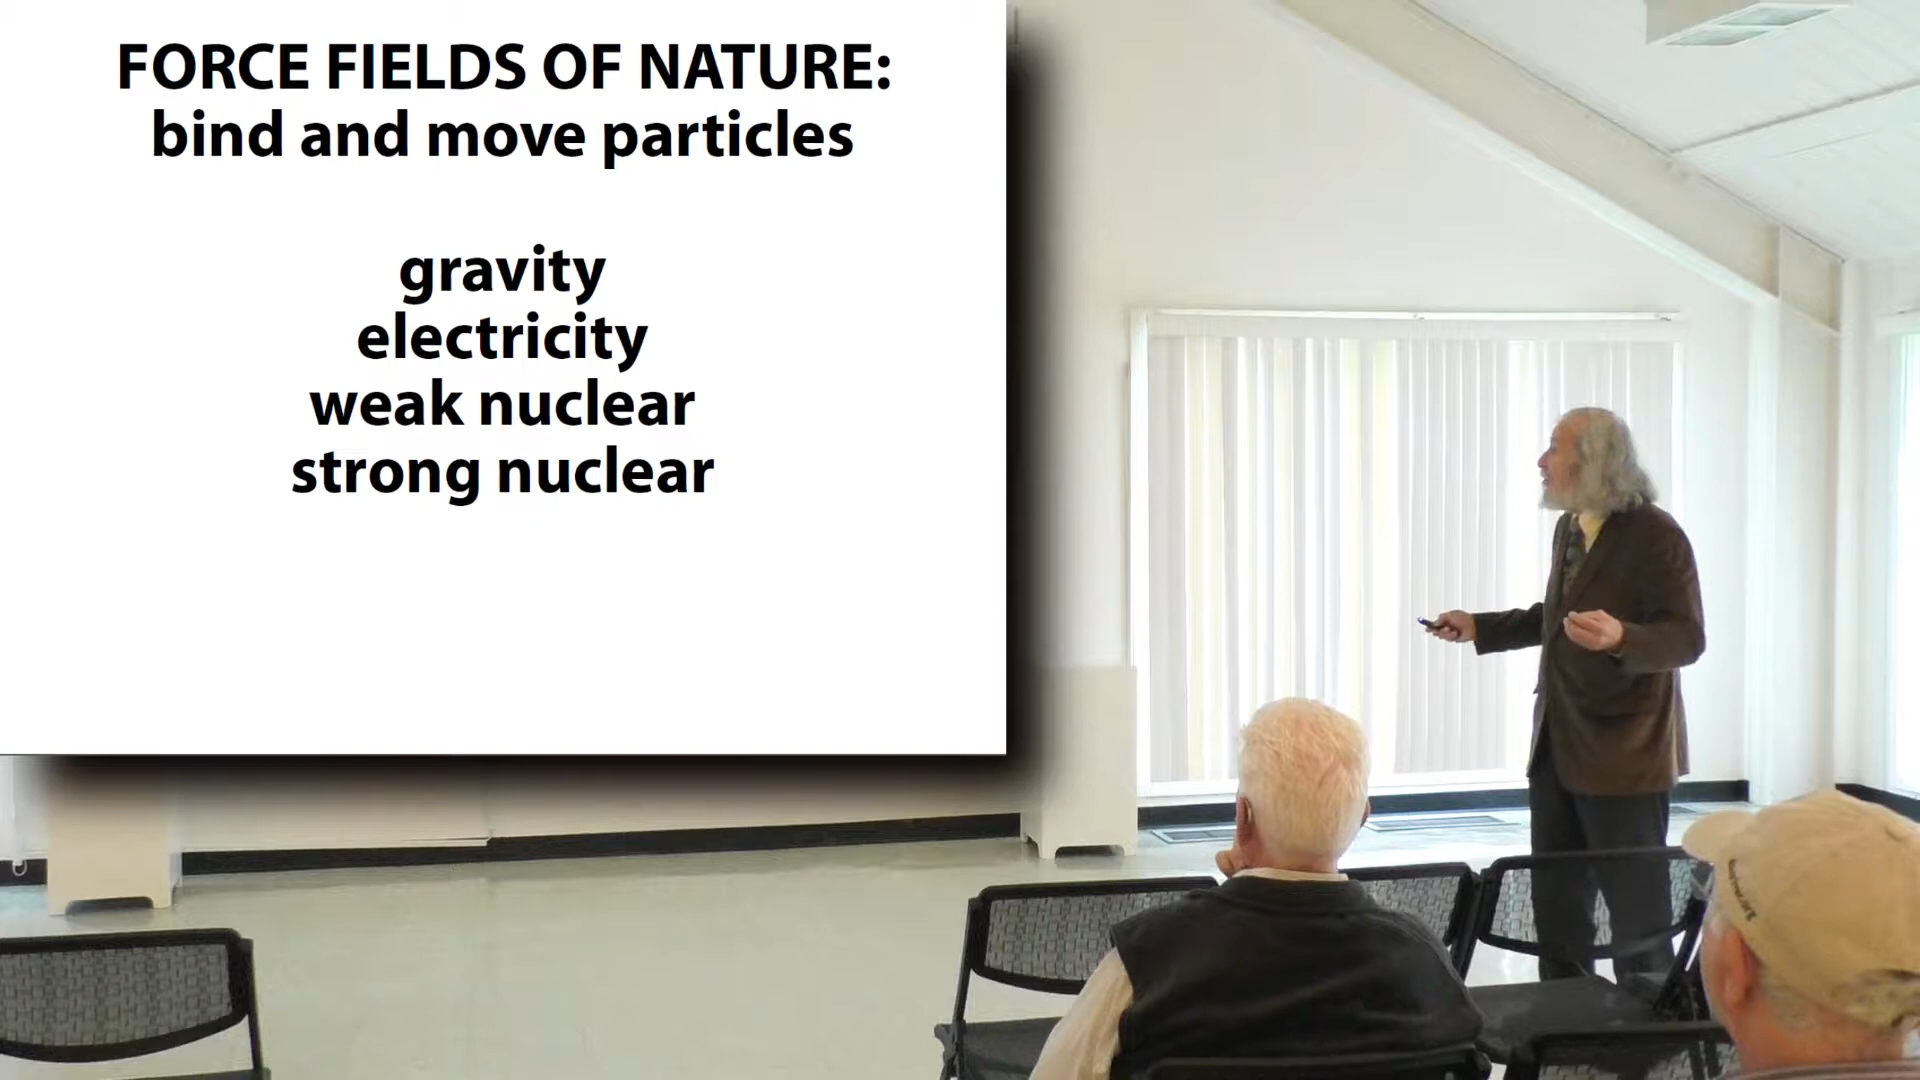 FORCE FIELDS OF NATURE:
bind and move particles
gravity
electricity
weak nuclear
strong nuclear